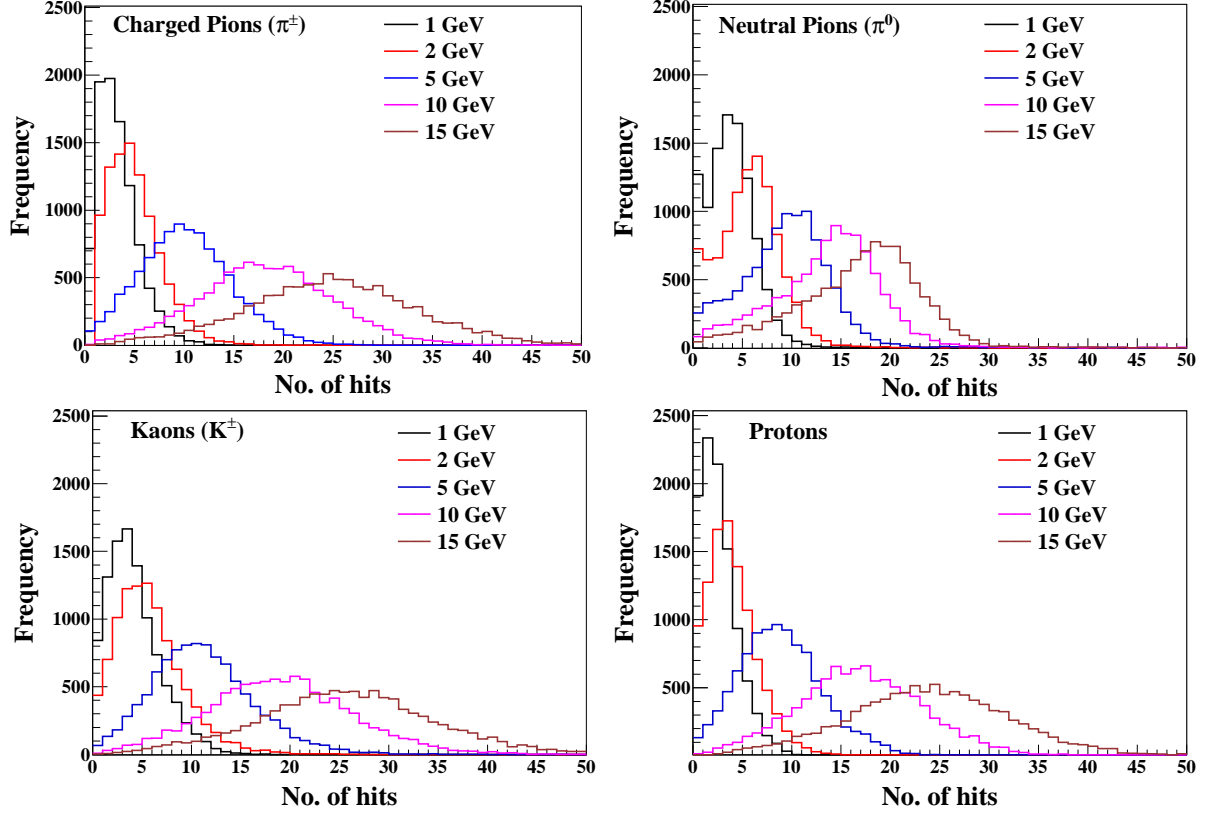 Charged Pions (π±)
1 GeV
2 GeV
5 GeV
10 GeV
15 GeV
Frequency
2500
2000
1500
1000
500
0
0 5 10 15 20 25 30 35 40 45 50
No. of hits
Neutral Pions (π0)
1 GeV
2 GeV
5 GeV
10 GeV
15 GeV
Frequency
2500
2000
1500
1000
500
0
0 5 10 15 20 25 30 35 40 45 50
No. of hits
Kaons (K±)
1 GeV
2 GeV
5 GeV
10 GeV
15 GeV
Frequency
2500
2000
1500
1000
500
0
0 5 10 15 20 25 30 35 40 45 50
No. of hits
Protons
1 GeV
2 GeV
5 GeV
10 GeV
15 GeV
Frequency
2500
2000
1500
1000
500
0 5 10 15 20 25 30 35 40 45 50
No. of hits